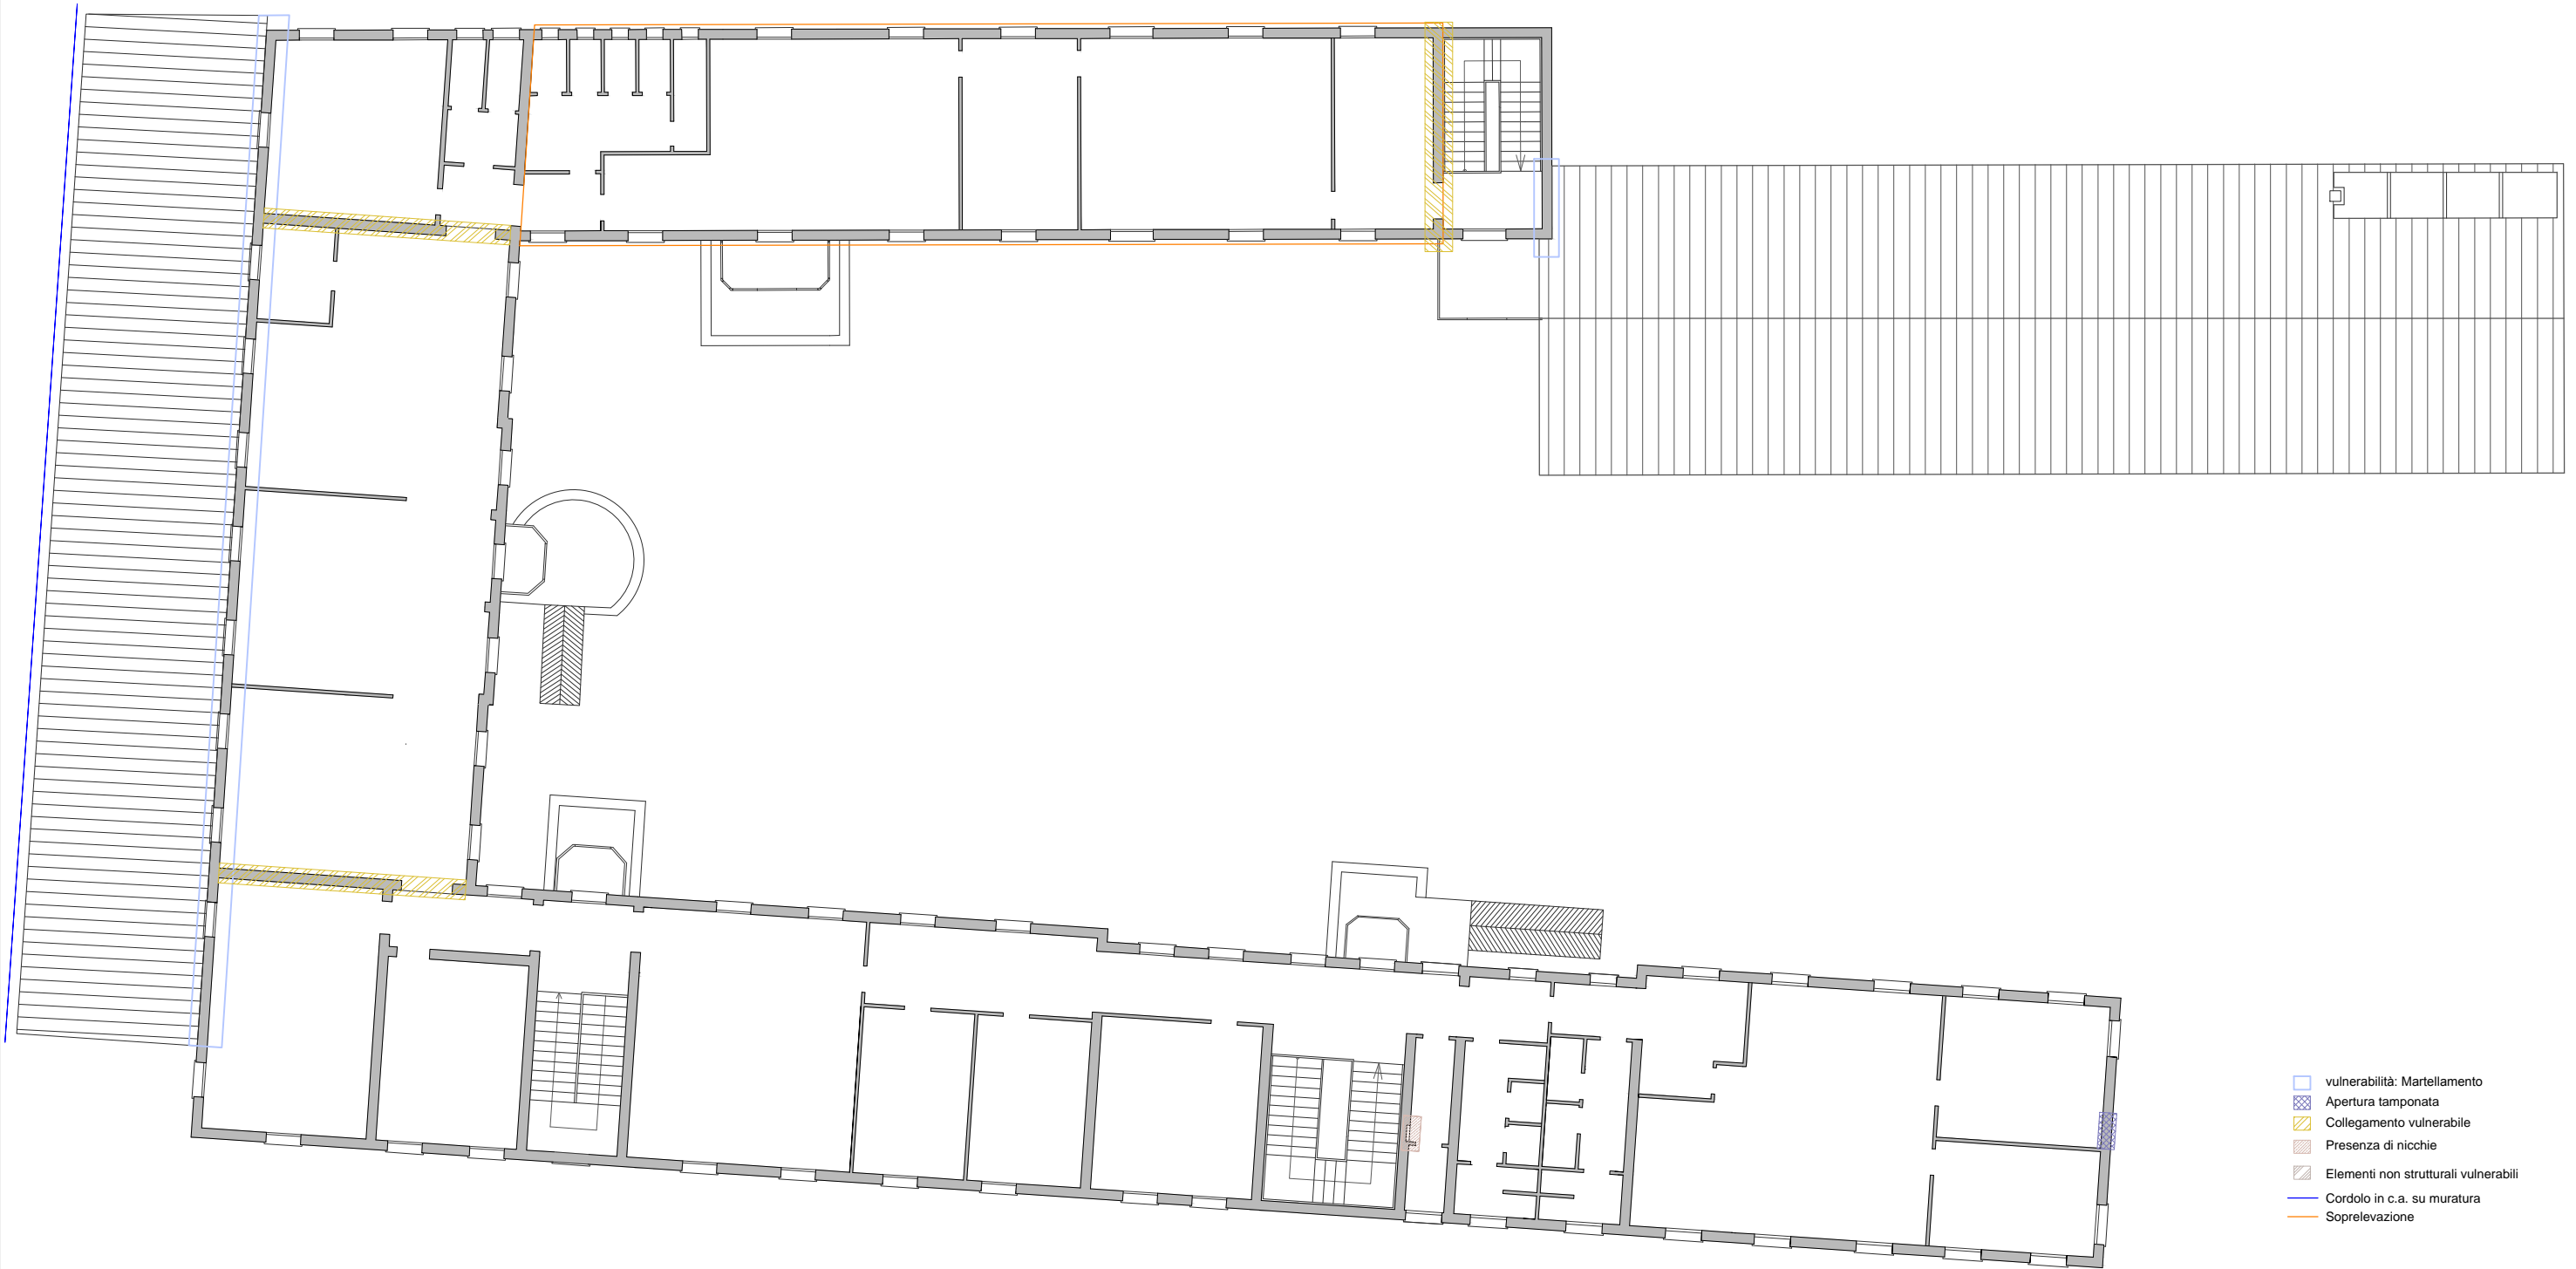 vulnerabilità: Martellamento
Apertura tamponata
Collegamento vulnerabile
Presenza di nicchie
Elementi non strutturali vulnerabili
Cordolo in c.a. su muratura
Soprelevazione